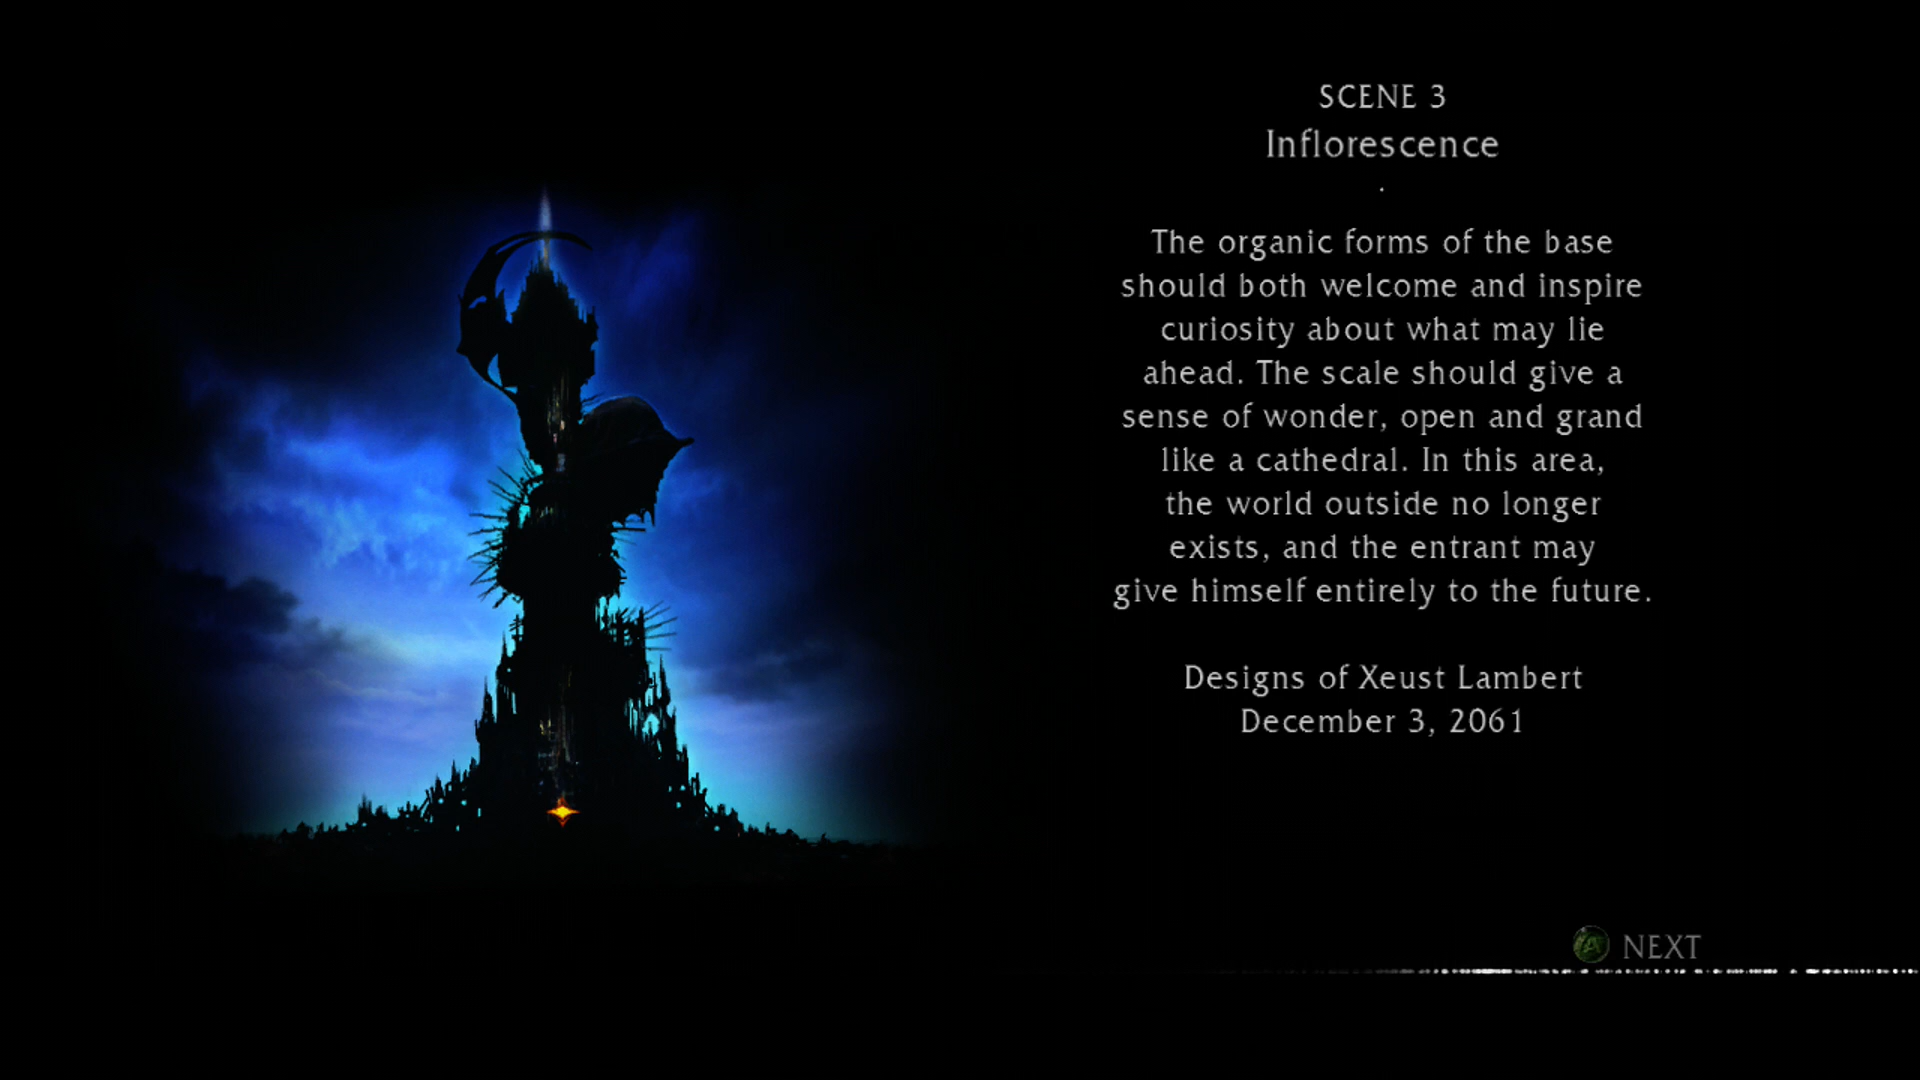 SCENE 3
Inflorescence
.
The organic forms of the base
should both welcome and inspire
curiosity about what may lie
ahead. The scale should give a
sense of wonder, open and grand
like a cathedral. In this area,
the world outside no longer
exists, and the entrant may
give himself entirely to the future.
Designs of Xeust Lambert
December 3, 2061
A NEXT